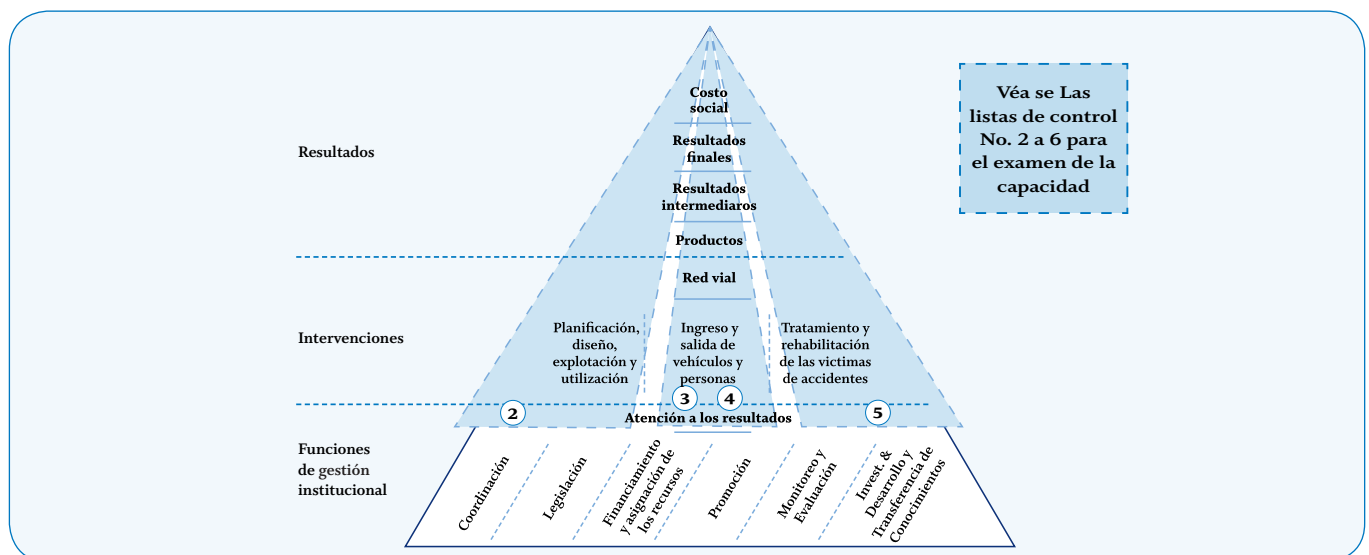 Costo
social
Resultados
finales
Resultados
intermediaros
Productos
Red vial
Resultados
Véa se Las
listas de control
No. 2 a 6 para
el examen de la
capacidad
Intervenciones
Planificación,
diseño,
explotación y
utilización
Ingreso y
salida de
vehículos y
personas
Tratamiento y
rehabilitación
de las victimas
de accidentes
2
3
4
5
Atención a los resultados
Funciones
de gestión
institucional
Coordinación
Legislación
Financiamiento
y asignación de
los recursos
Promoción
Monitoreo y
Evaluación
Invest. &
Desarrollo y
Transferencia de
Conocimientos